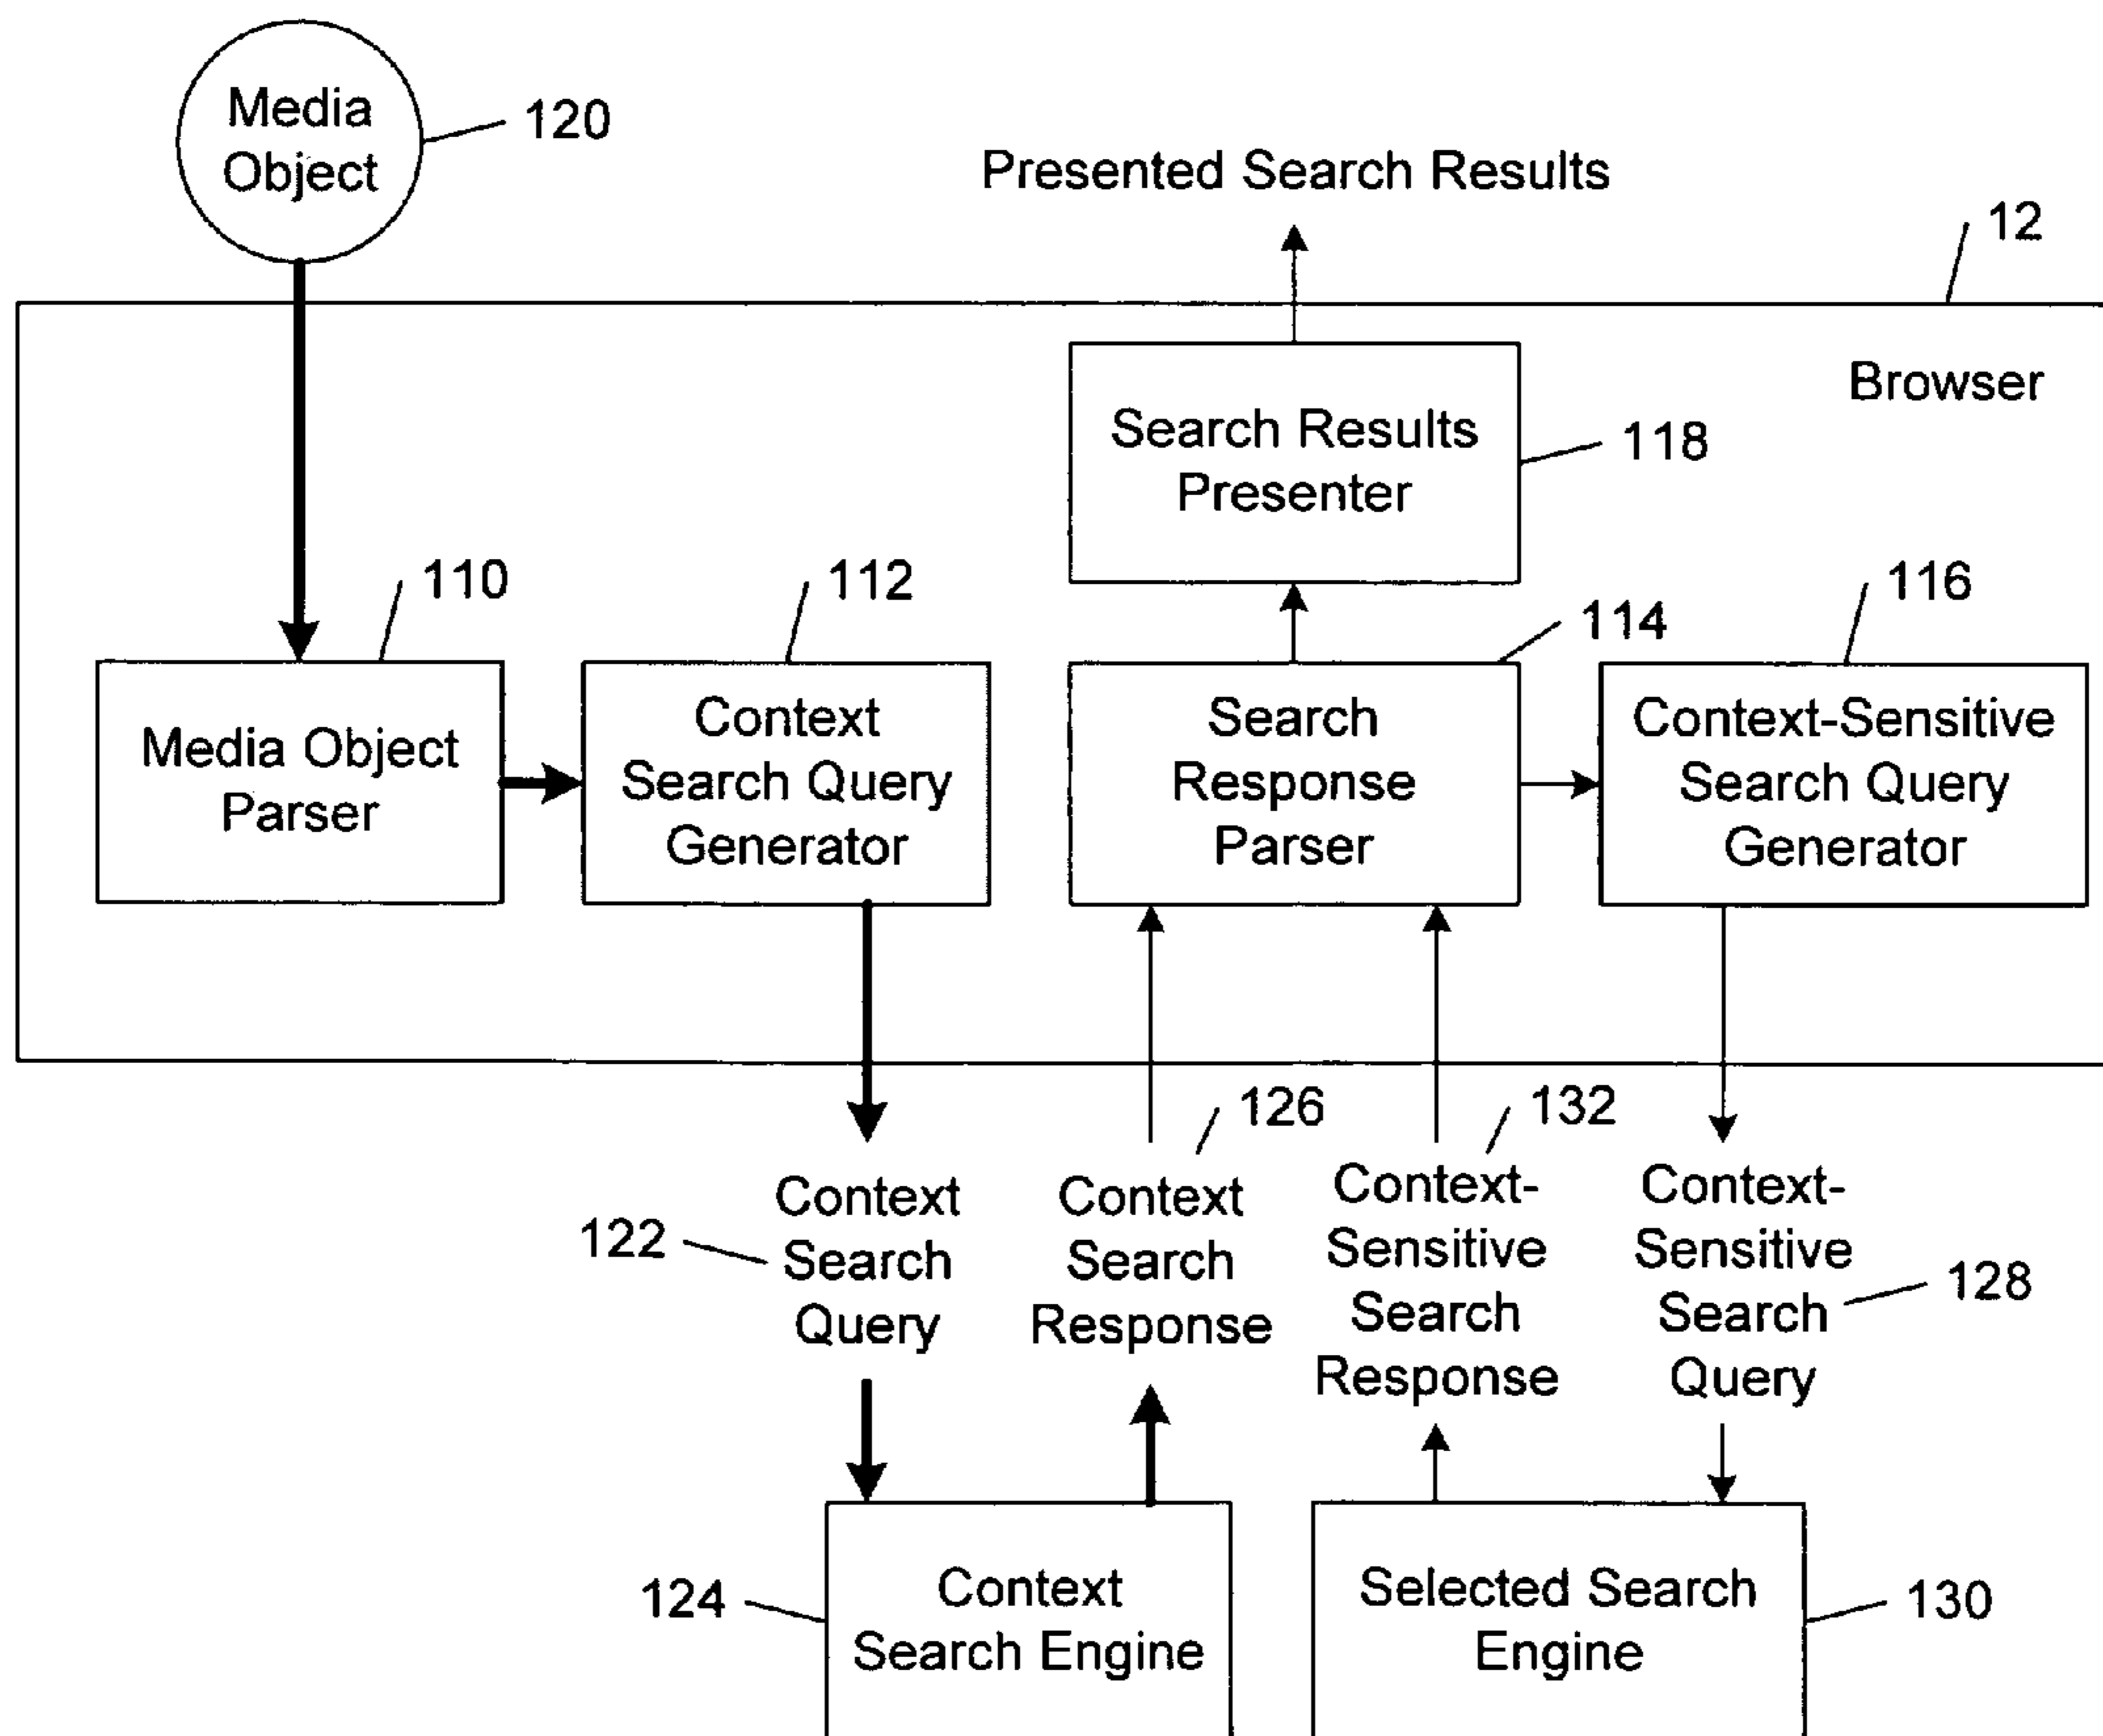 Media
Object
120
Presented Search Results
12
Browser
Search Results
Presenter
118
110
112
114
116
Media Object
Parser
Context
Search Query
Generator
Search
Response
Parser
Context-Sensitive
Search Query
Generator
122
Context
Search
Query
126
Context
Search
Response
132
Context-
Sensitive
Search
Response
Context-
Sensitive
Search
Query
128
124
Context
Search Engine
Selected Search
Engine
130